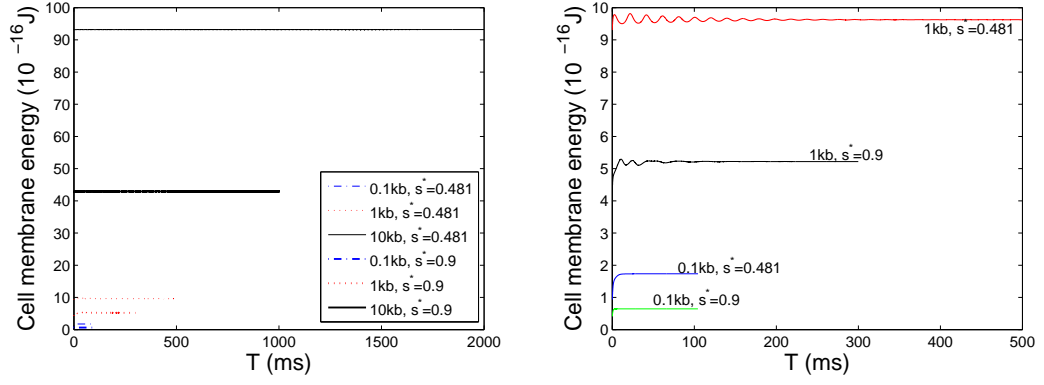 100
90
80
70
60
50
40
30
20
10
0
Cell membrane energy (10 −16 J)
0 500 1000 1500 2000
T (ms)
0.1kb, s*=0.481
1kb, s*=0.481
10kb, s*=0.481
0.1kb, s*=0.9
1kb, s*=0.9
10kb, s*=0.9
10
9
8
7
6
5
4
3
2
1
0
Cell membrane energy (10 −16 J)
0 100 200 300 400 500
T (ms)
1kb, s*=0.481
1kb, s*=0.9
0.1kb, s*=0.481
0.1kb, s*=0.9